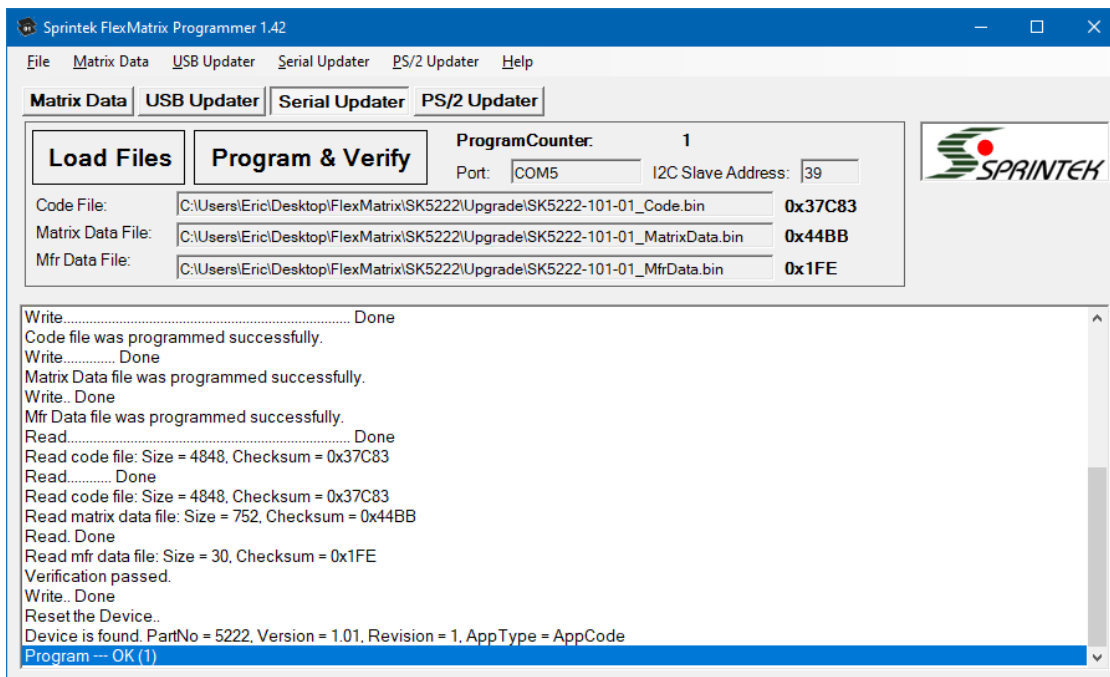 Sprintek FlexMatrix Programmer 1.42
File Matrix Data USB Updater Serial Updater PS/2 Updater Help
Matrix Data USB Updater Serial Updater PS/2 Updater
Load Files Program & Verify
ProgramCounter: 1
Port: COM5 I2C Slave Address: 39
SPRINTEK
Code File: C:\Users\Eric\Desktop\FlexMatrix\SK5222\Upgrade\SK5222-101-01_Code.bin 0x37C83
Matrix Data File: C:\Users\Eric\Desktop\FlexMatrix\SK5222\Upgrade\SK5222-101-01_MatrixData.bin 0x44BB
Mfr Data File: C:\Users\Eric\Desktop\FlexMatrix\SK5222\Upgrade\SK5222-101-01_MfrData.bin 0x1FE
Write........................................................................... Done
Code file was programmed successfully.
Write.............. Done
Matrix Data file was programmed successfully.
Write.. Done
Mfr Data file was programmed successfully.
Read........................................................................... Done
Read code file: Size = 4848, Checksum = 0x37C83
Read............ Done
Read code file: Size = 4848, Checksum = 0x37C83
Read matrix data file: Size = 752, Checksum = 0x44BB
Read. Done
Read mfr data file: Size = 30, Checksum = 0x1FE
Verification passed.
Write.. Done
Reset the Device..
Device is found. PartNo = 5222, Version = 1.01, Revision = 1, AppType = AppCode
Program --- OK (1)